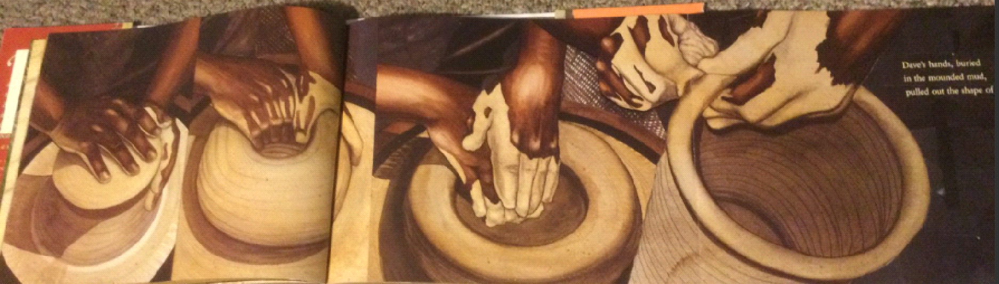 Dave's hands, buried
in the mounded mud,
pulled out the shape of